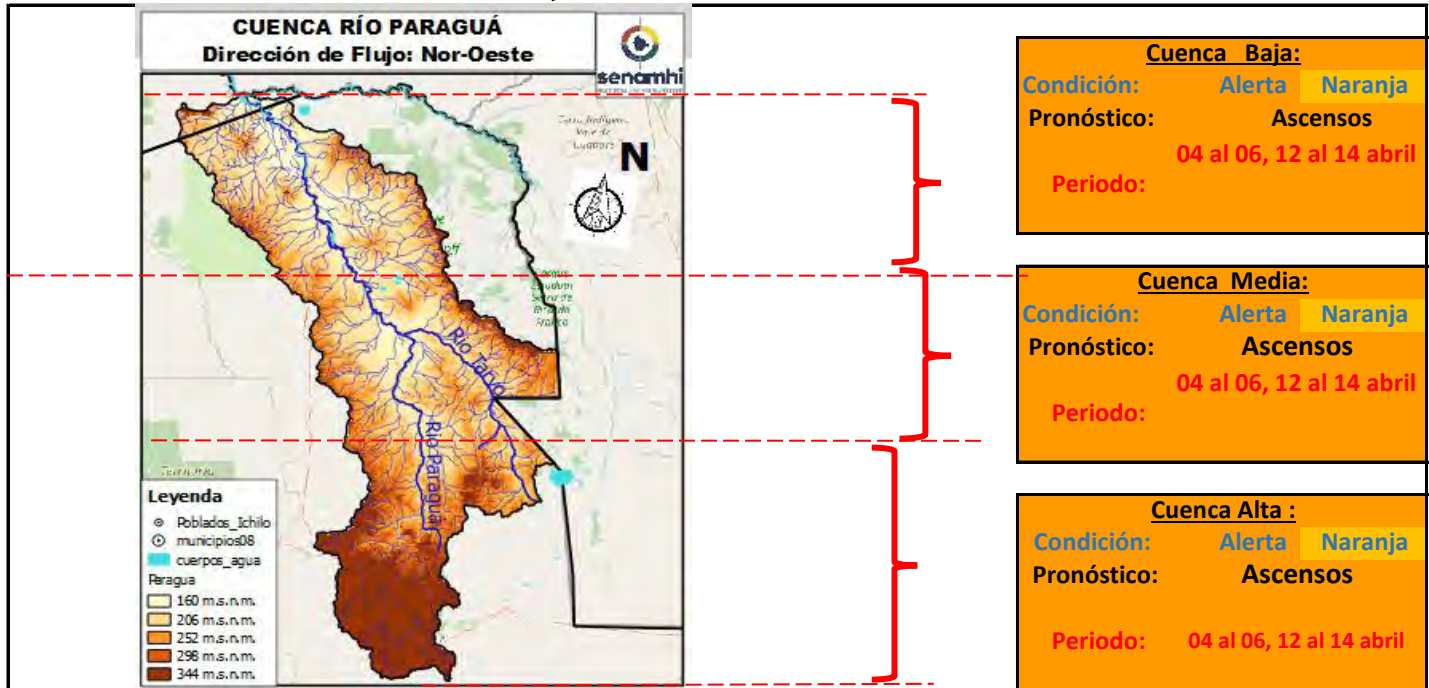 CUENCA RÍO PARAGUÁ
Dirección de Flujo: Nor-Oeste
senamhi
N
Rio Tarvo
Rio Paragua
Leyenda
Poblados_Ichilo
municipios08
cuerpos_agua
Paragua
160 m.s.n.m.
206 m.s.n.m.
252 m.s.n.m.
298 m.s.n.m.
344 m.s.n.m.
Cuenca Baja:
Condición: Alerta Naranja
Pronóstico: Ascensos
04 al 06, 12 al 14 abril
Periodo:
Cuenca Media:
Condición: Alerta Naranja
Pronóstico: Ascensos
04 al 06, 12 al 14 abril
Periodo:
Cuenca Alta :
Condición: Alerta Naranja
Pronóstico: Ascensos
Periodo: 04 al 06, 12 al 14 abril